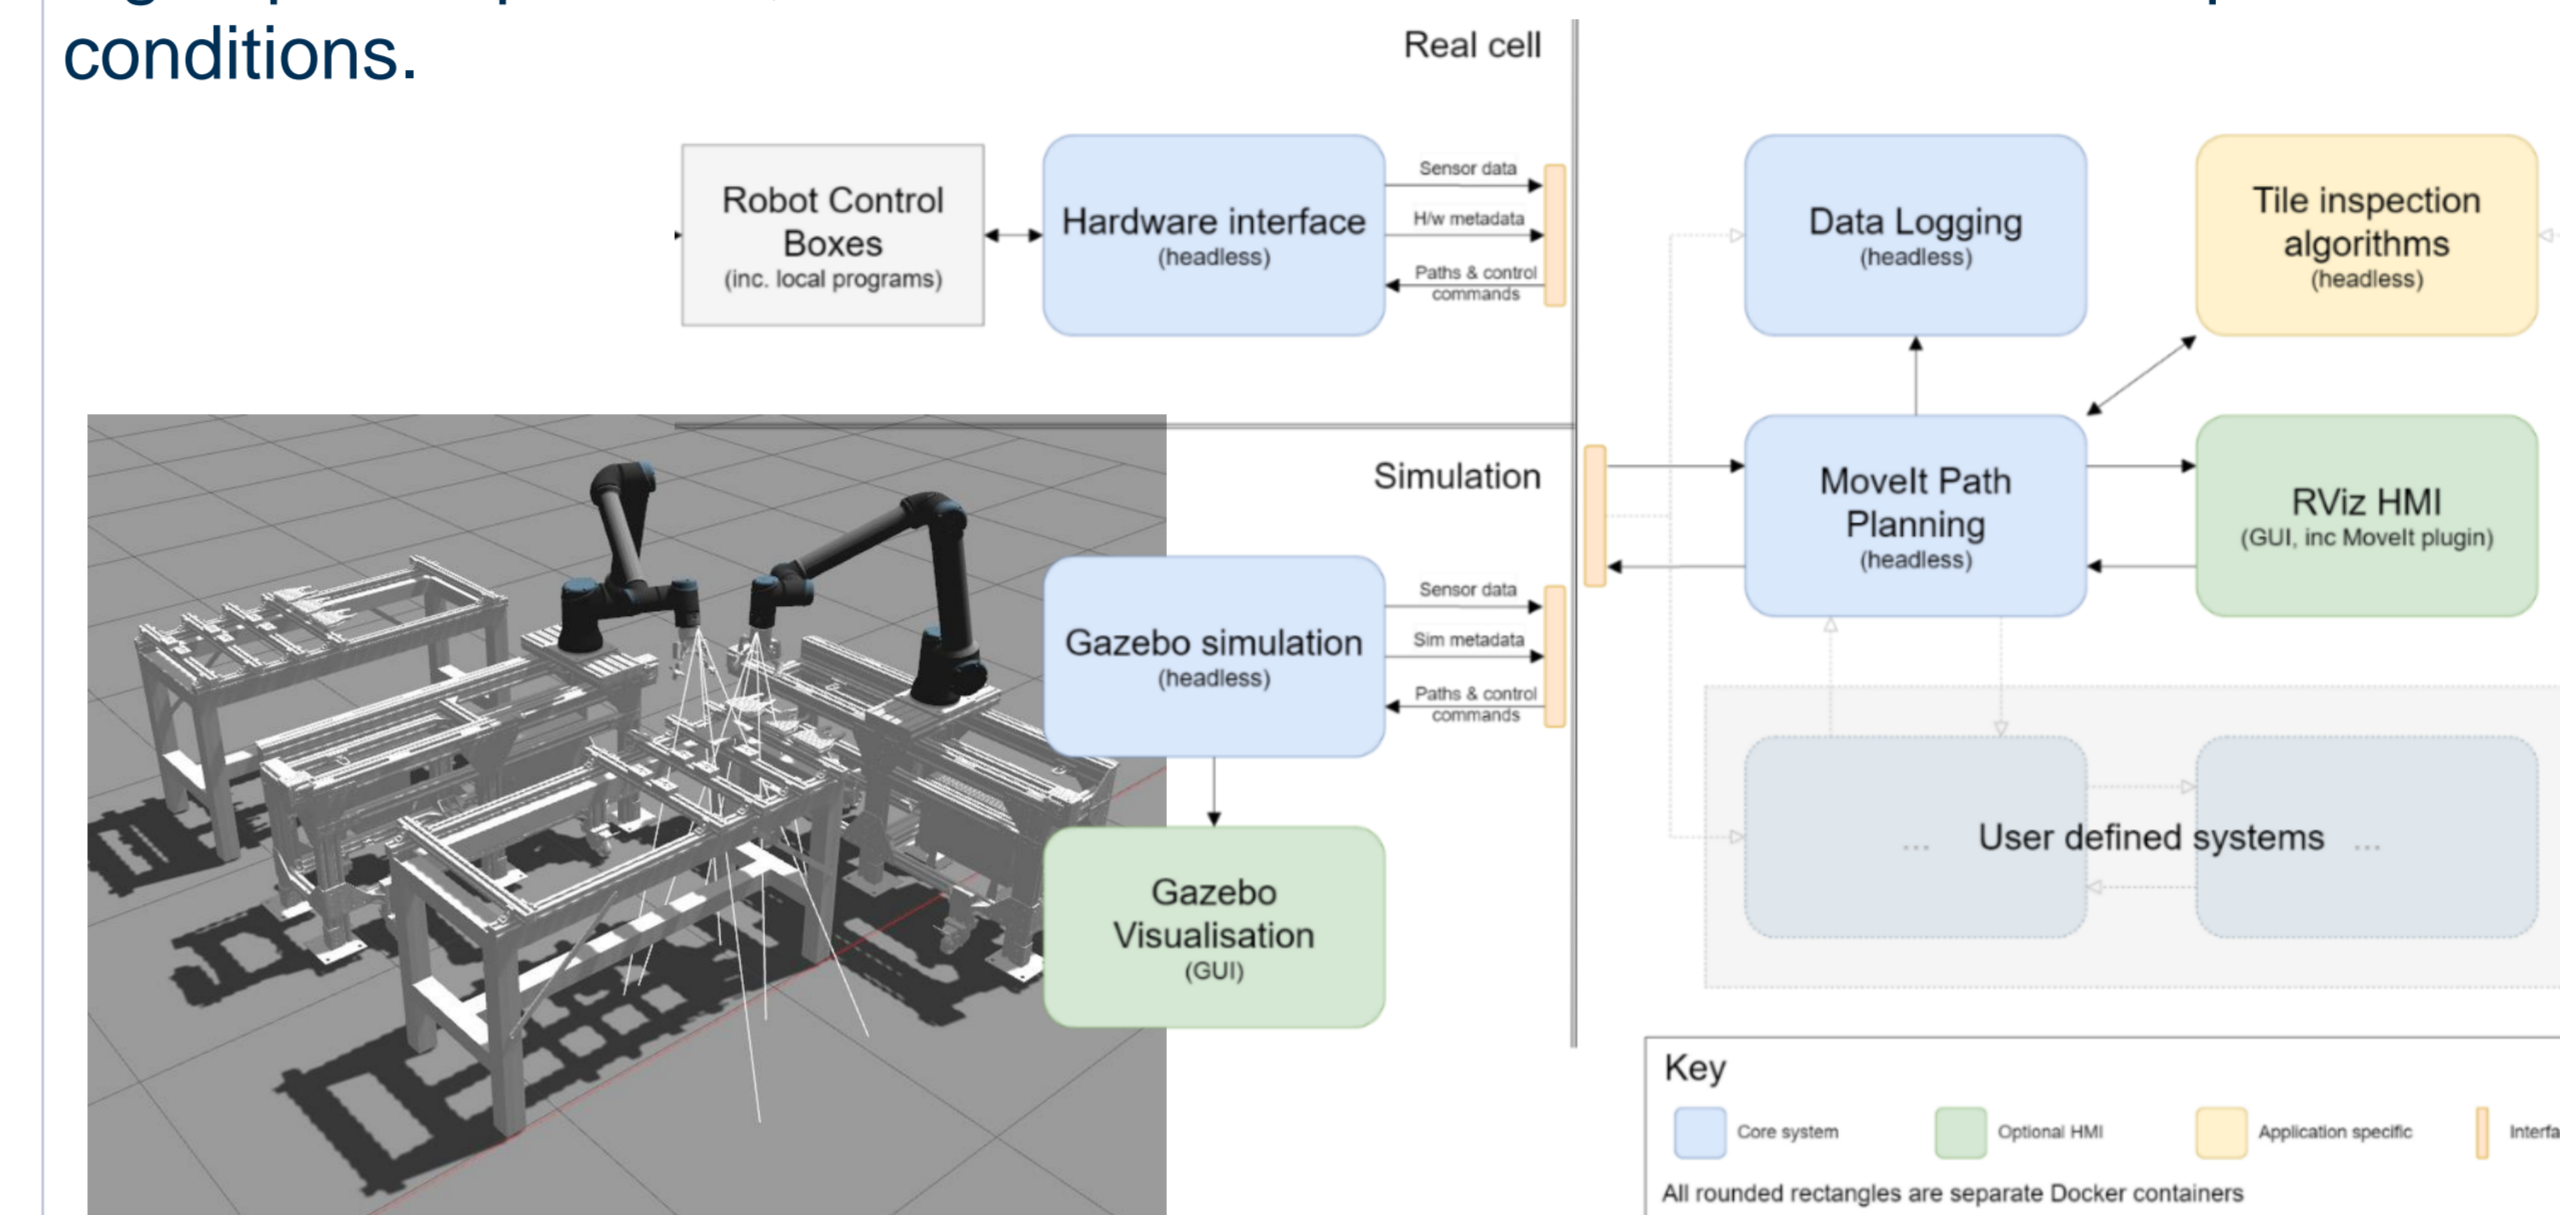 conditions.
Real cell
Robot Control
Boxes
(inc. local programs)
Hardware interface
(headless)
Sensor data
H/w metadata
Paths & control
commands
Data Logging
(headless)
Tile inspection
algorithms
(headless)
Simulation
Gazebo simulation
(headless)
Sensor data
Sim metadata
Paths & control
commands
MoveIt Path
Planning
(headless)
RViz HMI
(GUI, inc MoveIt plugin)
Gazebo
Visualisation
(GUI)
... User defined systems ...
Key
Core system
Optional HMI
Application specific
All rounded rectangles are separate Docker containers